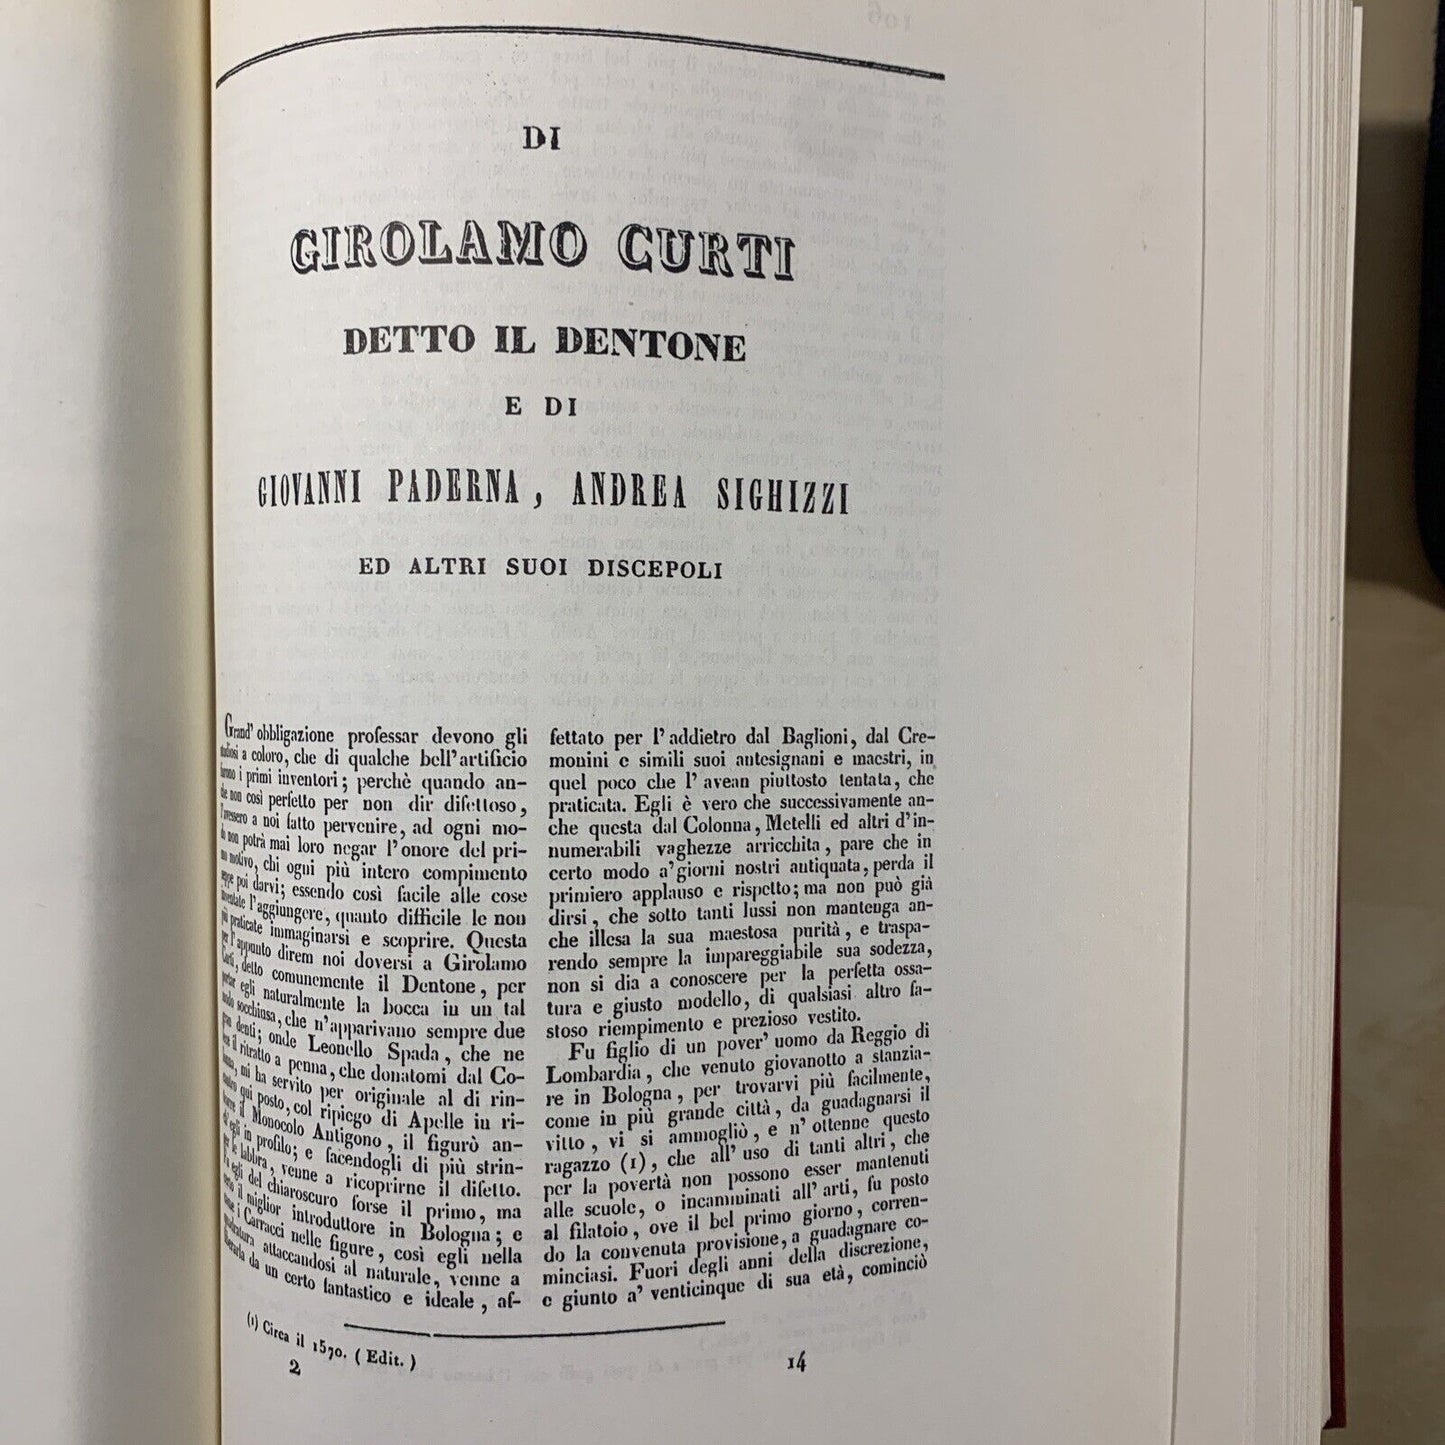 DI
GIROLAMO CURTI
DETTO IL DENTONE
E DI
GIOVANNI PADERNA, ANDREA SIGHIZZI
ED ALTRI SUOI DISCEPOLI
Grand' obbligazione professar devono gli
studiosi a coloro, che di qualche bell'artificio
furono i primi inventori; perchè quando an-
che non così perfetto per non dir difettoso,
l'avessero a noi fatto pervenire, ad ogni mo-
do non potrà mai loro negar l'onore del pri-
mo motivo, chi ogni più intero compimento
seppe poi darvi; essendo così facile alle cose
inventate l'aggiungere, quanto difficile le non
più praticate immaginarsi e scoprire. Questa
per l'appunto direm noi doversi a Girolamo
Curti, detto comunemente il Dentone, per
portar egli naturalmente la bocca in un tal
modo socchiusa, che n'apparivano sempre due
gran denti; onde Leonello Spada, che ne
fece il ritratto a penna, che donatomi dal Co-
lonna, mi ha servito per originale al di rin-
contro qui posto, col ripiego di Apelle in ri-
trarre il Monocolo Antigono, il figurò an-
ch' egli in profilo; e facendogli di più strin-
ger le labbra, venne a ricoprirne il difetto.
Fu egli del chiaroscuro forse il primo, ma
certo il miglior introduttore in Bologna; e
come i Carracci nelle figure, così egli nella
quadratura attaccandosi al naturale, venne a
liberarla da un certo fantastico e ideale, af-
fettato per l'addietro dal Baglioni, dal Cre-
monini e simili suoi antesignani e maestri, in
quel poco che l'avean piuttosto tentata, che
praticata. Egli è vero che successivamente an-
che questa dal Colonna, Metelli ed altri d'in-
numerabili vaghezze arricchita, pare che in
certo modo a'giorni nostri antiquata, perda il
primiero applauso e rispetto; ma non può già
dirsi, che sotto tanti lussi non mantenga an-
che illesa la sua maestosa purità, e traspa-
rendo sempre la impareggiabile sua sodezza,
non si dia a conoscere per la perfetta ossa-
tura e giusto modello, di qualsiasi altro fa-
stoso riempimento e prezioso vestito.
Fu figlio di un pover' uomo da Reggio di
Lombardia, che venuto giovanotto a stanzia-
re in Bologna, per trovarvi più facilmente,
come in più grande città, da guadagnarsi il
vitto, vi si ammogliò, e n' ottenne questo
ragazzo (1), che all' uso di tanti altri, che
per la povertà non possono esser mantenuti
alle scuole, o incamminati all' arti, fu posto
al filatoio, ove il bel primo giorno, corren-
do la convenuta provisione, a guadagnare co-
minciasi. Fuori degli anni della discrezione,
e giunto a' venticinque di sua età, cominciò
(1) Circa il 1570. (Edit.)
2 14